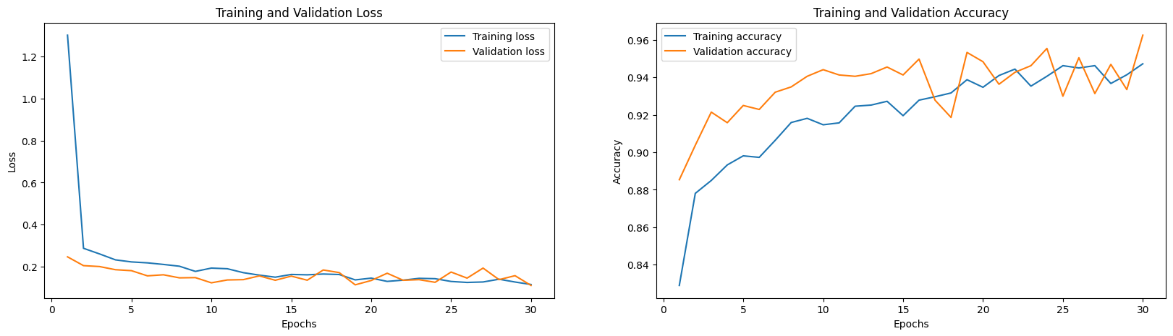 Training and Validation Loss
Training loss
Validation loss
Loss
1.2
1.0
0.8
0.6
0.4
0.2
0 5 10 15 20 25 30
Epochs
Training and Validation Accuracy
Training accuracy
Validation accuracy
Accuracy
0.96
0.94
0.92
0.90
0.88
0.86
0.84
0 5 10 15 20 25 30
Epochs